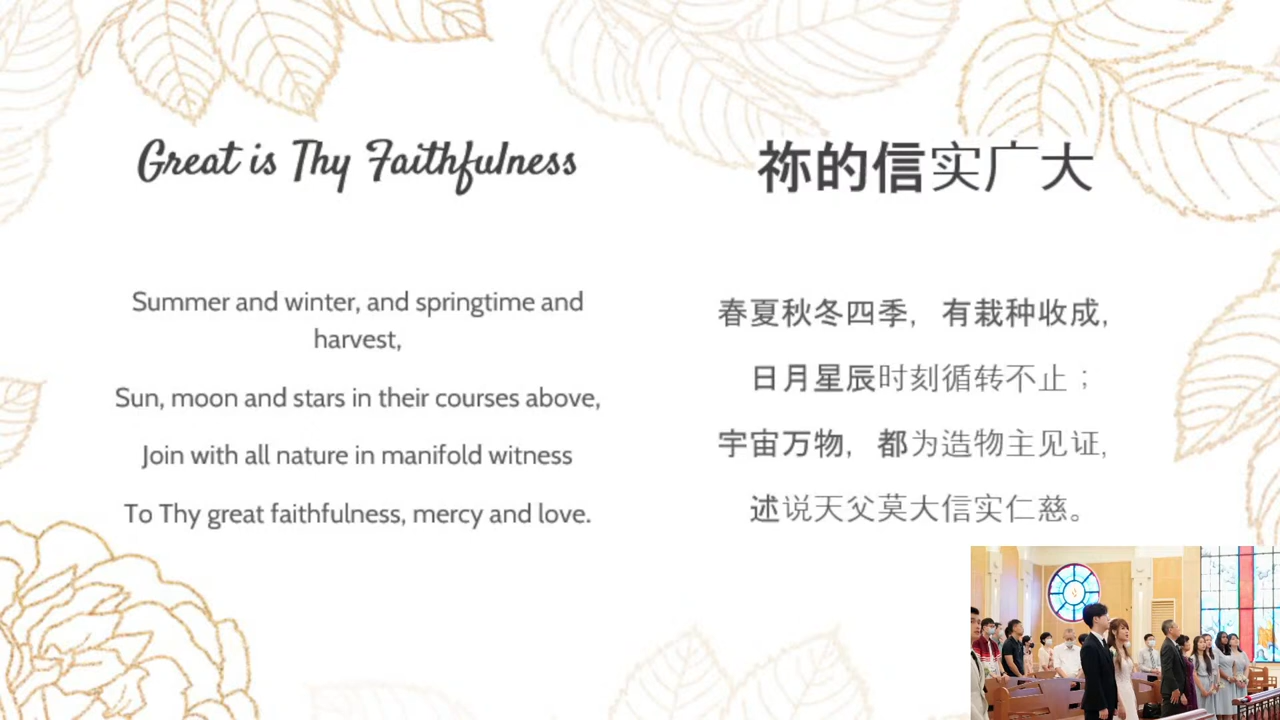 Great is Thy Faithfulness
Summer and winter, and springtime and
harvest,
Sun, moon and stars in their courses above,
Join with all nature in manifold witness
To Thy great faithfulness, mercy and love.
祢的信实广大
春夏秋冬四季，有栽种收成，
日月星辰时刻循转不止；
宇宙万物，都为造物主见证，
述说天父莫大信实仁慈。